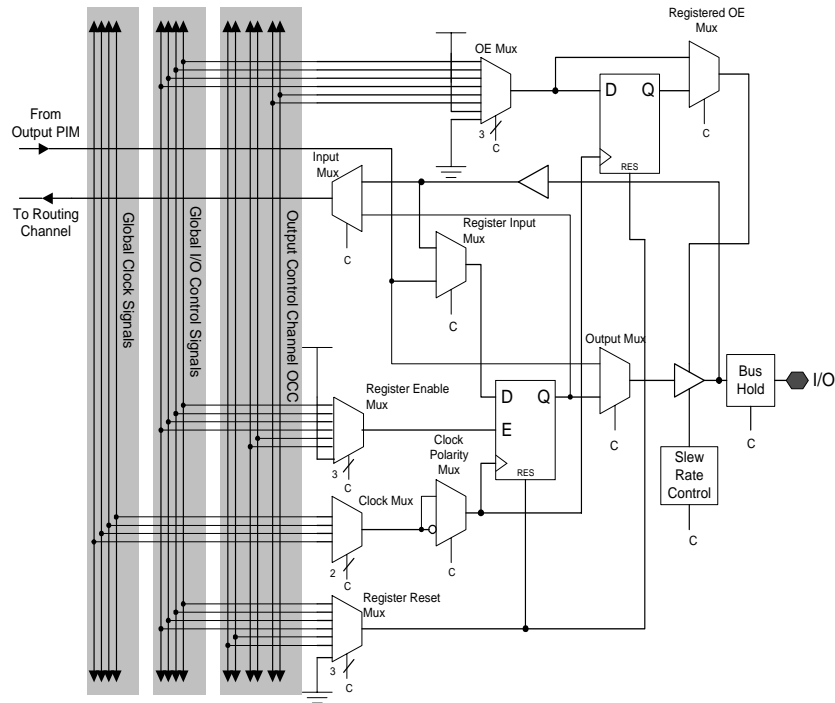 Registered OE
Mux
OE Mux
D Q
RES
C
3
C
From
Output PIM
Input
Mux
To Routing
Channel
C
Register Input
Mux
C
Global Clock Signals
Global I/O Control Signals
Output Control Channel OCC
Output Mux
C
Bus
Hold
I/O
C
Register Enable
Mux
3
C
D Q
E
RES
Clock
Polarity
Mux
C
Slew
Rate
Control
C
Clock Mux
2
C
Register Reset
Mux
3
C